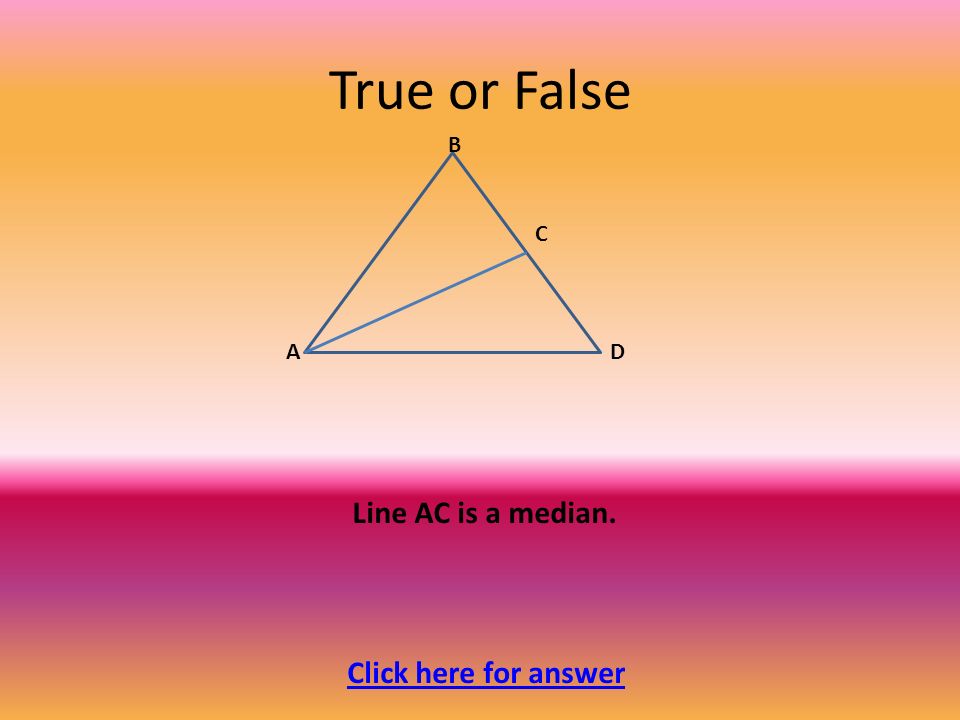 True or False
B
C
A
D
Line AC is a median.
Click here for answer